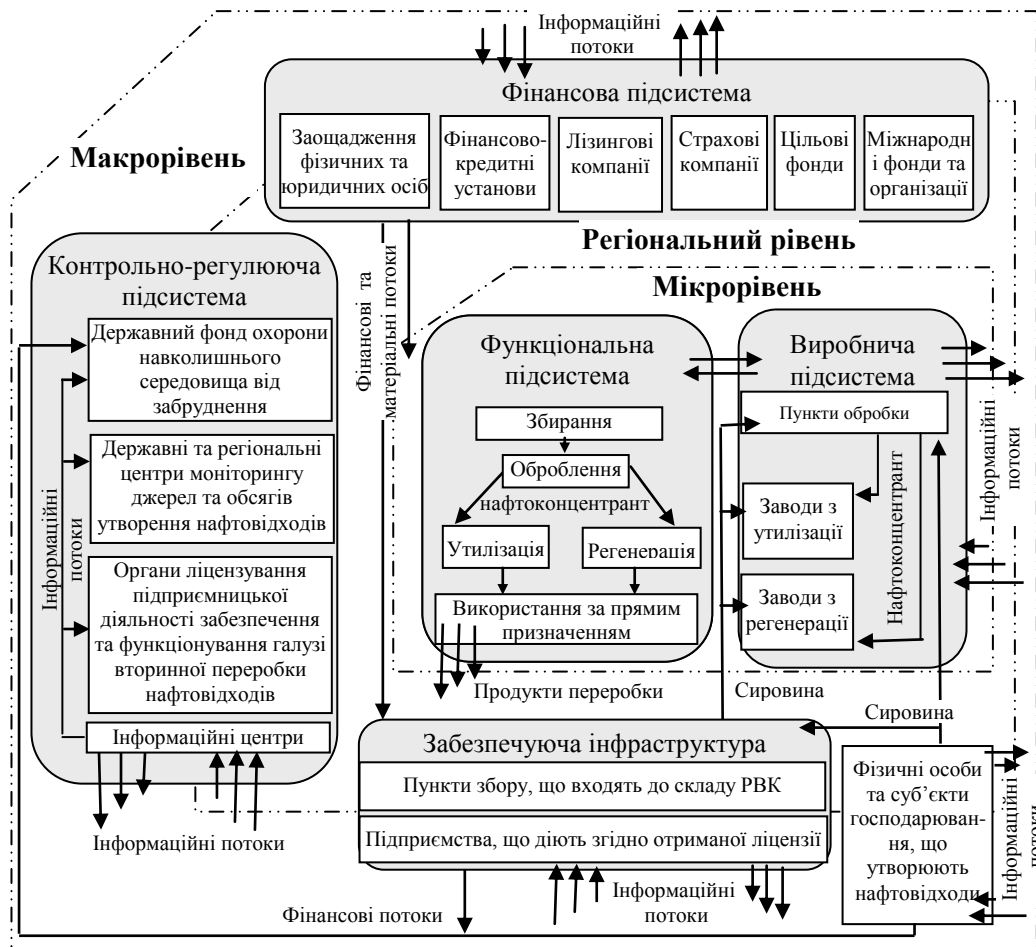 Інформаційні
потоки
Фінансова підсистема
Заощадження
фізичних та
юридичних осіб
Фінансово-
кредитні
установи
Лізингові
компанії
Страхові
компанії
Цільові
фонди
Міжнародн
і фонди та
організації
Макрорівень
Регіональний рівень
Мікрорівень
Контрольно-регулююча
підсистема
Державний фонд охорони
навколишнього
середовища від
забруднення
Державні та регіональні
центри моніторингу
джерел та обсягів
утворення нафтовідходів
Органи ліцензування
підприємницької
діяльності забезпечення
та функціонування галузі
вторинної переробки
нафтовідходів
Інформаційні центри
Інформаційні
потоки
Інформаційні потоки
Фінансові та
матеріальні потоки
Функціональна
підсистема
Збирання
Оброблення
нафтоконцентрант
Утилізація
Регенерація
Використання за прямим
призначенням
Продукти переробки
Виробнича
підсистема
Пункти обробки
Заводи з
утилізації
Заводи з
регенерації
Нафтоконцентрант
Інформаційні
потоки
Сировина
Сировина
Забезпечуюча інфраструктура
Пункти збору, що входять до складу РВК
Підприємства, що діють згідно отриманої ліцензії
Фінансові потоки
Інформаційні
потоки
Фізичні особи
та суб’єкти
господарюван-
ня, що
утворюють
нафтовідходи
Інформаційні
потоки